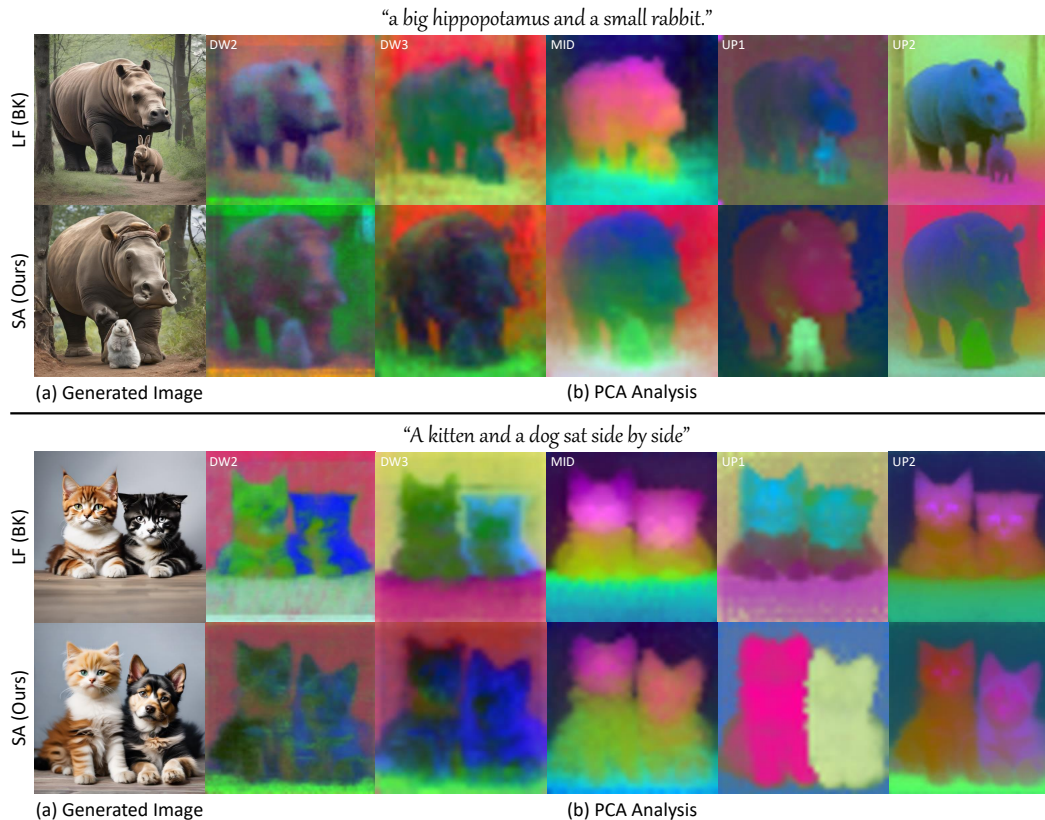 “a big hippopotamus and a small rabbit.”
LF (BK)
DW2 DW3 MID UP1 UP2
SA (Ours)
(a) Generated Image (b) PCA Analysis
“A kitten and a dog sat side by side”
LF (BK)
DW2 DW3 MID UP1 UP2
SA (Ours)
(a) Generated Image (b) PCA Analysis